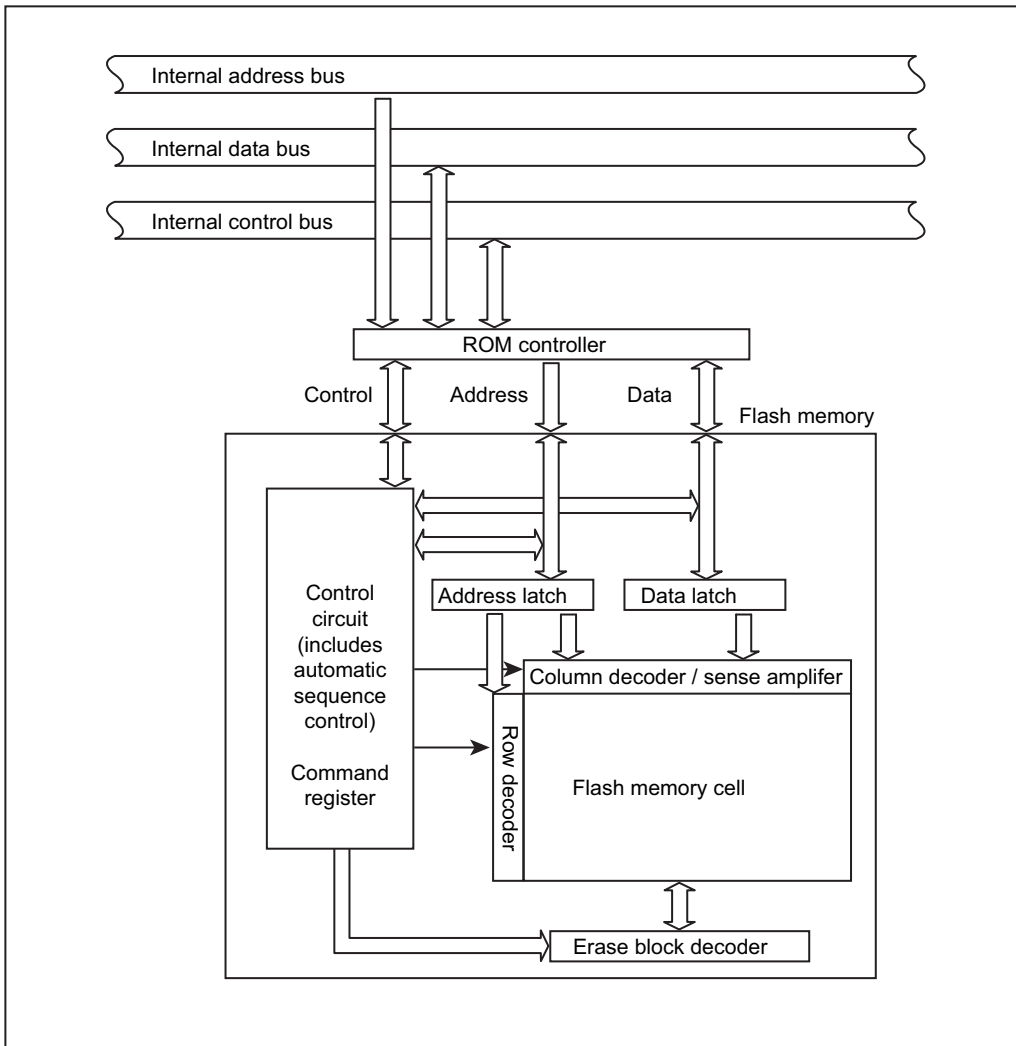 Internal address bus
Internal data bus
Internal control bus
ROM controller
Control
Address
Data
Flash memory
Control
circuit
(includes
automatic
sequence
control)
Command
register
Address latch
Data latch
Column decoder / sense amplifer
Row decoder
Flash memory cell
Erase block decoder